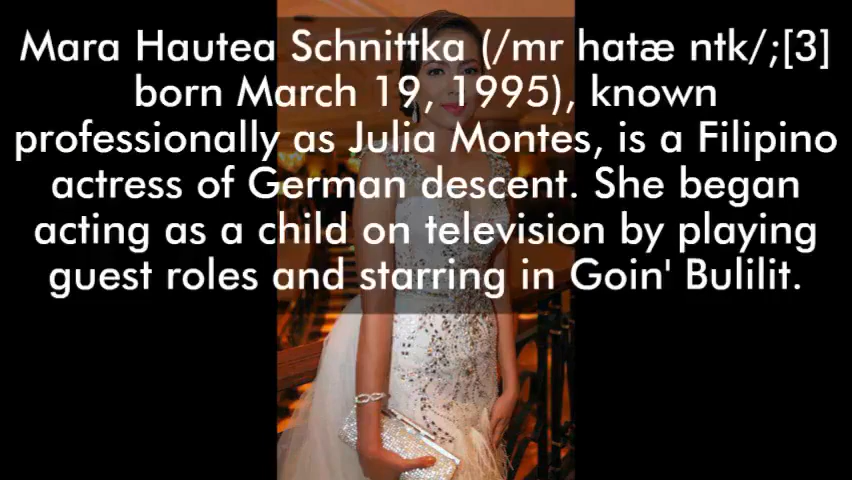 Mara Hautea Schnittka (/mr hatæ ntk/;[3]
born March 19, 1995), known
professionally as Julia Montes, is a Filipino
actress of German descent. She began
acting as a child on television by playing
guest roles and starring in Goin' Bulilit.